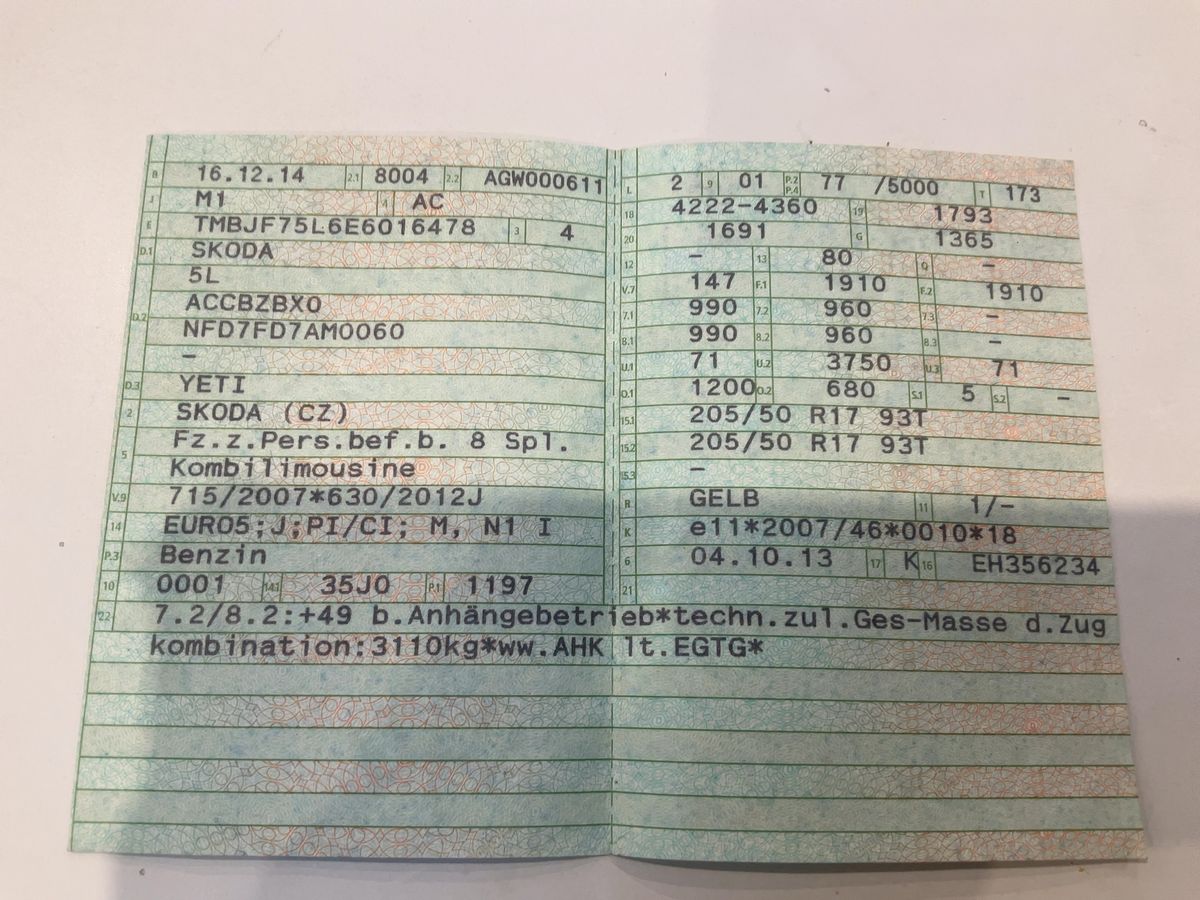 B 16.12.14 2.1 8004 2.2 AGW000611
J M1 4 AC
E TMBJF75L6E6016478 3 4
D.1 SKODA
5L
D.2 ACCBZBX0
NFD7FD7AM0060
–
D.3 YETI
2 SKODA (CZ)
5 Fz.z.Pers.bef.b. 8 Spl.
Kombilimousine
V.9 715/2007*630/2012J
14 EURO5;J;PI/CI; M, N1 I
P.3 Benzin
10 0001 14.1 35J0 P.1 1197
L 2 9 01 P.2 P.4 77 /5000 T 173
18 4222-4360 19 1793
20 1691 G 1365
12 – 13 80 Q –
V.7 147 F.1 1910 F.2 1910
7.1 990 7.2 960 7.3 –
8.1 990 8.2 960 8.3 –
U.1 71 U.2 3750 U.3 71
O.1 1200 O.2 680 S.1 5 S.2 –
15.1 205/50 R17 93T
15.2 205/50 R17 93T
15.3 –
R GELB 11 1/-
K e11*2007/46*0010*18
6 04.10.13 17 K 16 EH356234
21
22 7.2/8.2:+49 b.Anhängebetrieb*techn.zul.Ges-Masse d.Zug
kombination:3110kg*ww.AHK lt.EGTG*